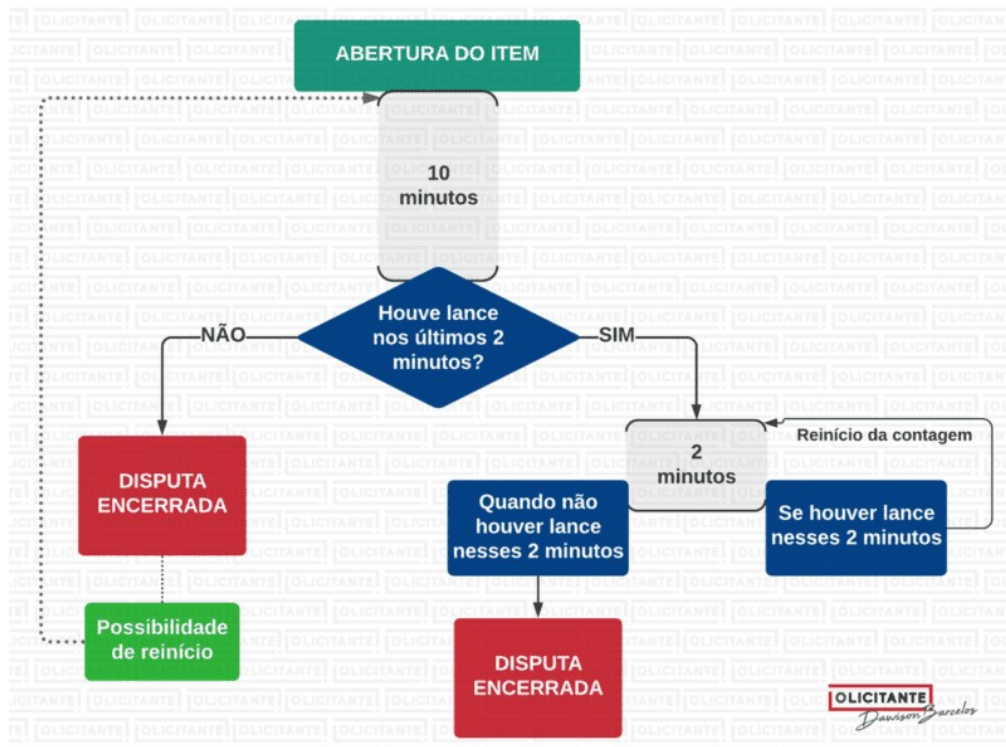 ABERTURA DO ITEM
10
minutos
Houve lance
nos últimos 2
minutos?
NÃO
SIM
DISPUTA
ENCERRADA
Possibilidade
de reinício
2
minutos
Reinício da contagem
Quando não
houver lance
nesses 2 minutos
Se houver lance
nesses 2 minutos
DISPUTA
ENCERRADA
OLICITANTE
Dawison Barcelos